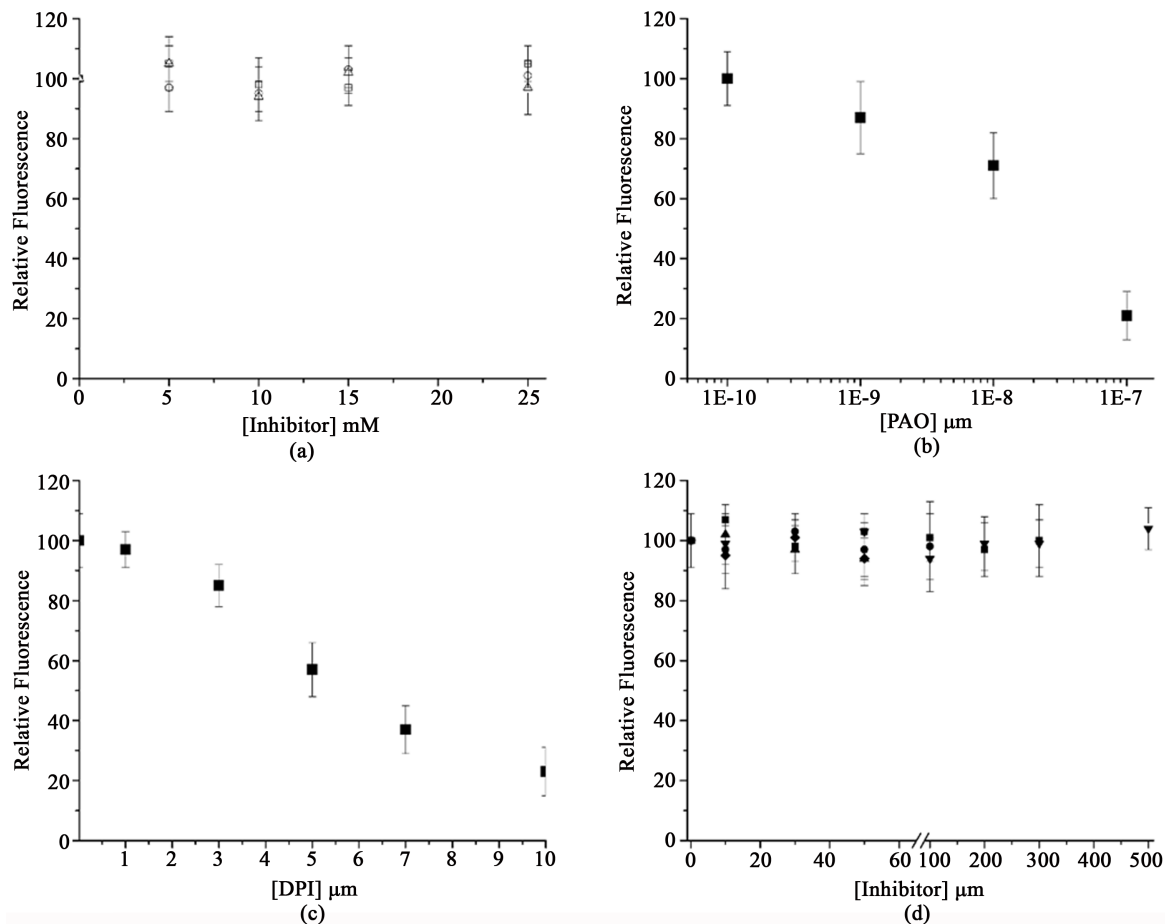 120
100
80
60
40
20
0
Relative Fluorescence
0 5 10 15 20 25
[Inhibitor] mM
(a)
120
100
80
60
40
20
0
Relative Fluorescence
1E-10 1E-9 1E-8 1E-7
[PAO] μm
(b)
120
100
80
60
40
20
0
Relative Fluorescence
1 2 3 4 5 6 7 8 9 10
[DPI] μm
(c)
120
100
80
60
40
20
0
Relative Fluorescence
0 20 40 60 100 200 300 400 500
[Inhibitor] μm
(d)